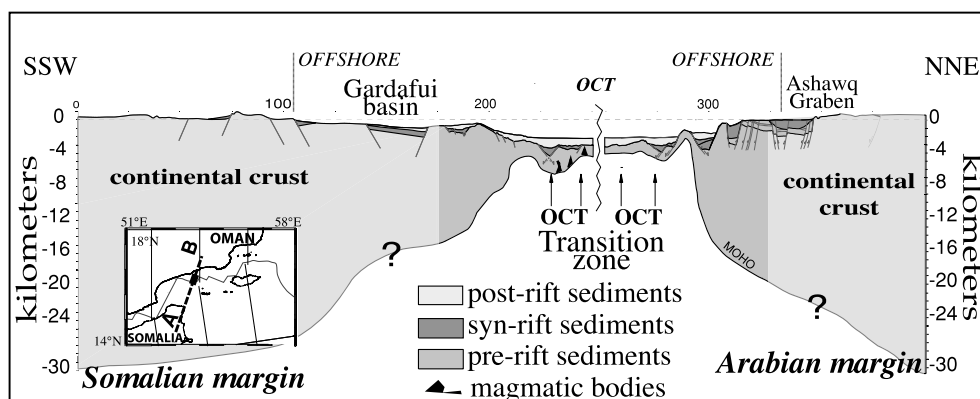 SSW
OFFSHORE
OCT
OFFSHORE
NNE
Gardafui
basin
Ashawq
Graben
0
100
200
300
0
-4
-8
-12
-16
-20
-24
-30
kilometers
0
-4
-8
-12
-16
-20
-24
-30
kilometers
continental crust
continental
crust
OCT
OCT
Transition
zone
?
MOHO
?
51°E
58°E
18°N
OMAN
B
A
SOMALIA
14°N
post-rift sediments
syn-rift sediments
pre-rift sediments
magmatic bodies
Somalian margin
Arabian margin